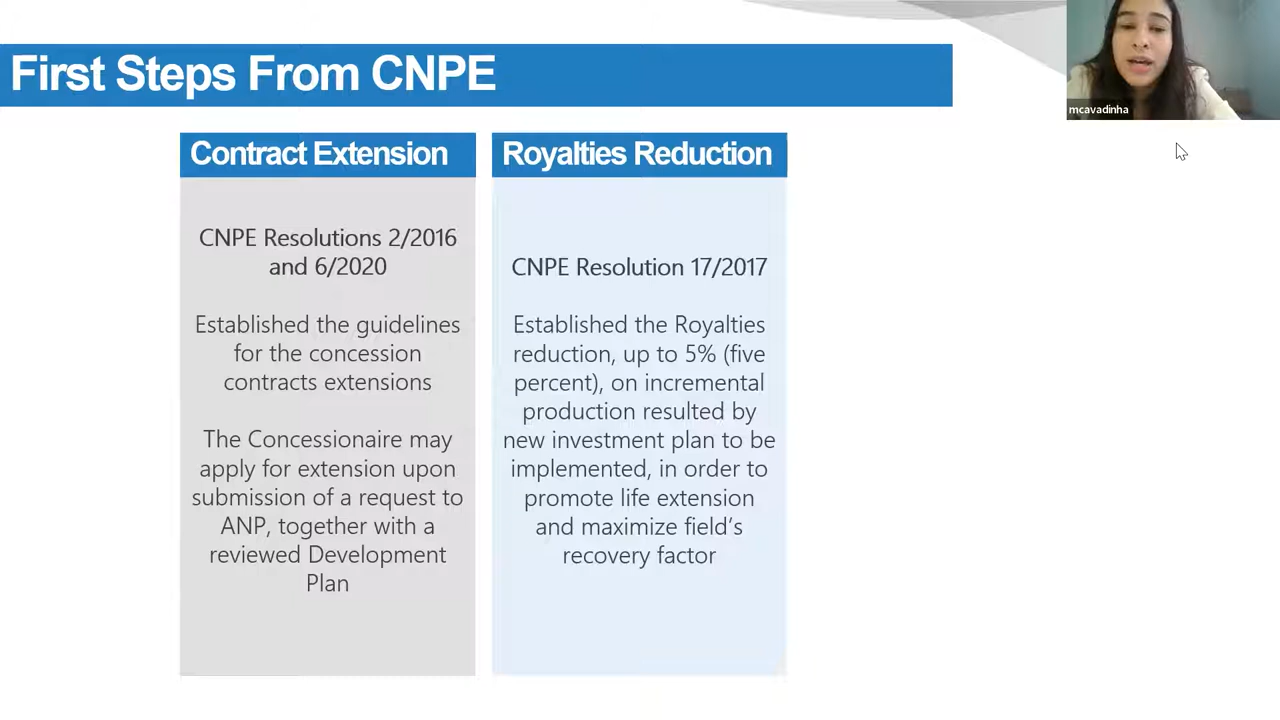 First Steps From CNPE
mcavadinha
Contract Extension
CNPE Resolutions 2/2016
and 6/2020
Established the guidelines
for the concession
contracts extensions
The Concessionaire may
apply for extension upon
submission of a request to
ANP, together with a
reviewed Development
Plan
Royalties Reduction
CNPE Resolution 17/2017
Established the Royalties
reduction, up to 5% (five
percent), on incremental
production resulted by
new investment plan to be
implemented, in order to
promote life extension
and maximize field's
recovery factor